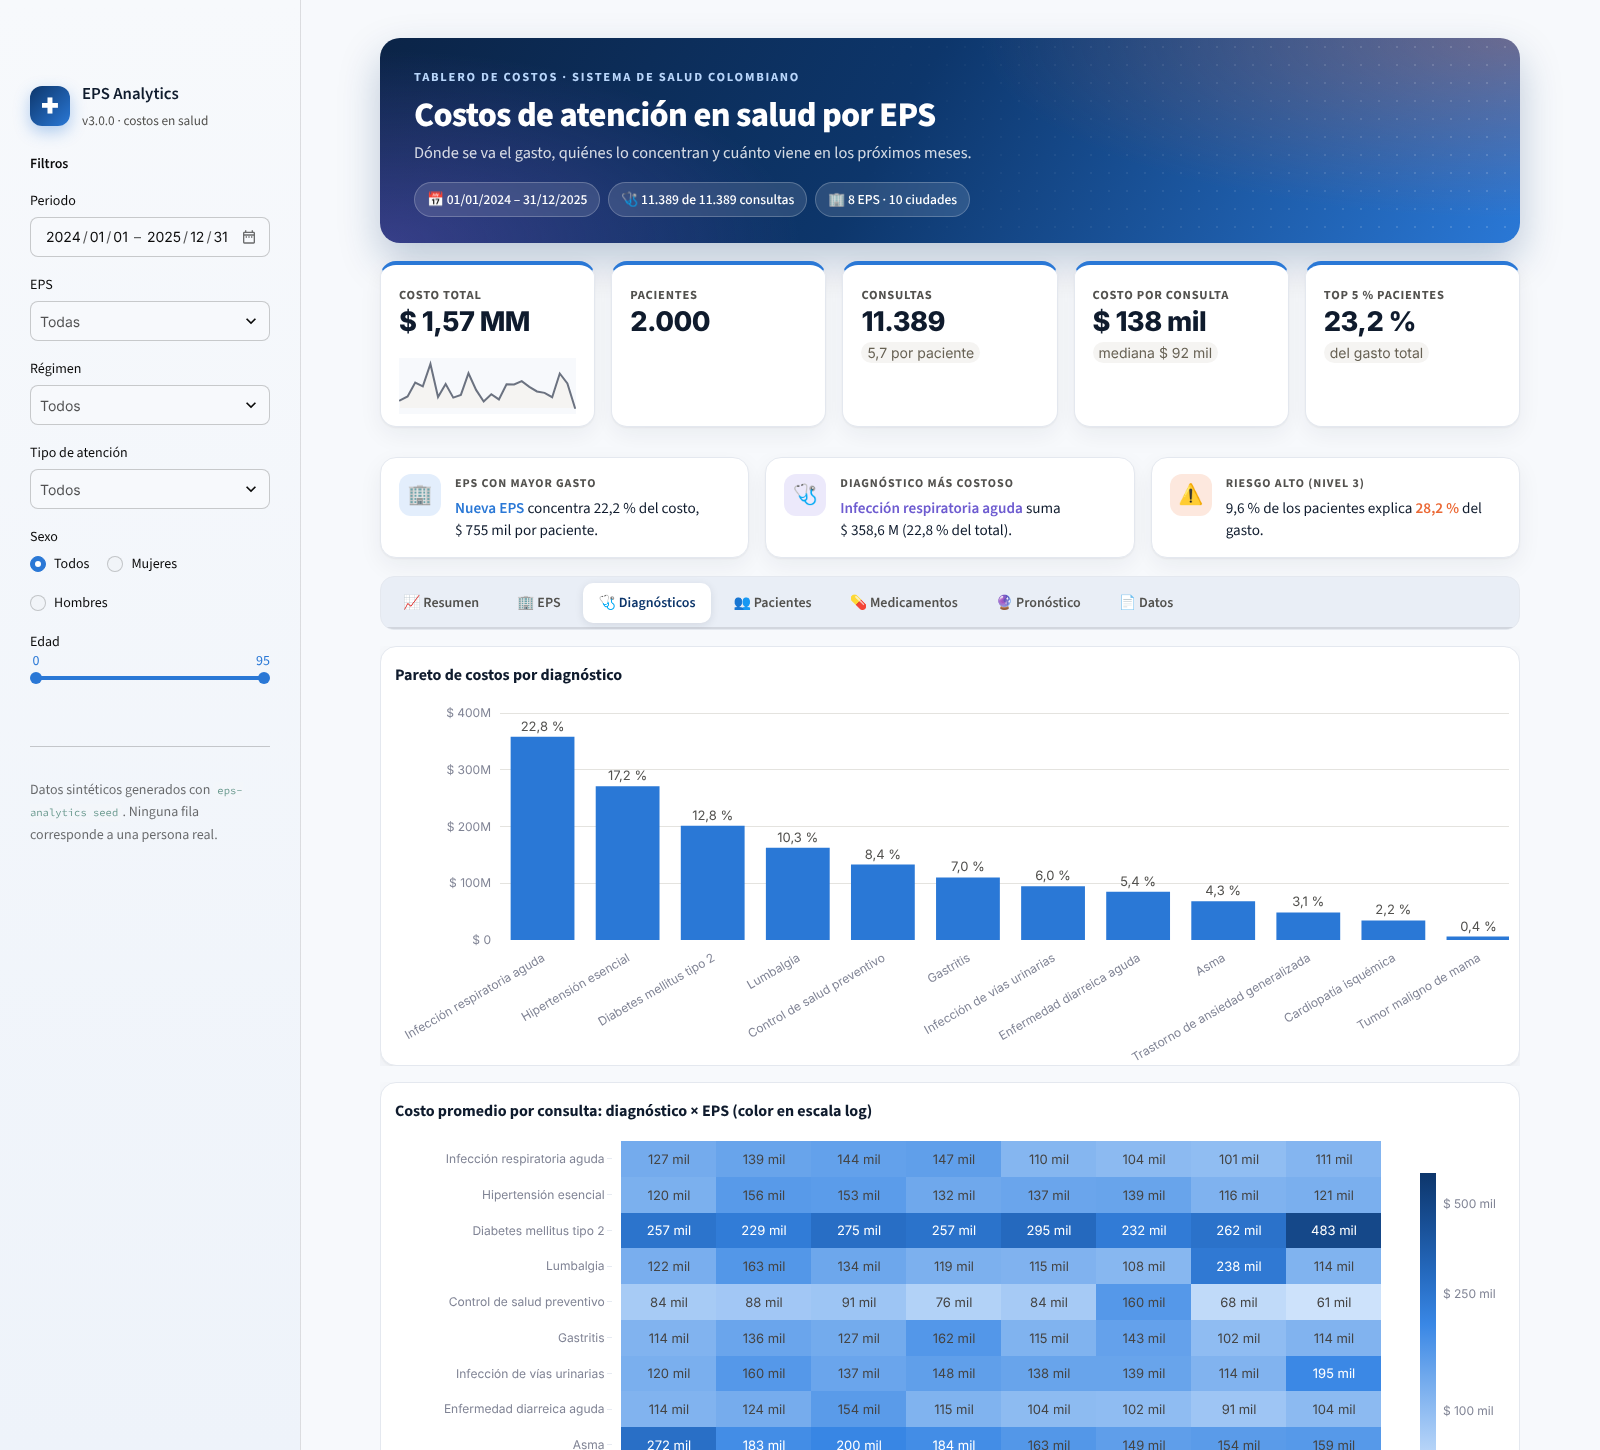 EPS Analytics
v3.0.0 · costos en salud
Filtros
Periodo
2024/01/01 – 2025/12/31
EPS
Todas
Régimen
Todos
Tipo de atención
Todos
Sexo
Todos
Mujeres
Hombres
Edad
0
95
Datos sintéticos generados con eps-
analytics seed . Ninguna fila
corresponde a una persona real.
TABLERO DE COSTOS · SISTEMA DE SALUD COLOMBIANO
Costos de atención en salud por EPS
Dónde se va el gasto, quiénes lo concentran y cuánto viene en los próximos meses.
01/01/2024 – 31/12/2025
11.389 de 11.389 consultas
8 EPS · 10 ciudades
COSTO TOTAL
$ 1,57 MM
PACIENTES
2.000
CONSULTAS
11.389
5,7 por paciente
COSTO POR CONSULTA
$ 138 mil
mediana $ 92 mil
TOP 5 % PACIENTES
23,2 %
del gasto total
EPS CON MAYOR GASTO
Nueva EPS concentra 22,2 % del costo,
$ 755 mil por paciente.
DIAGNÓSTICO MÁS COSTOSO
Infección respiratoria aguda suma
$ 358,6 M (22,8 % del total).
RIESGO ALTO (NIVEL 3)
9,6 % de los pacientes explica 28,2 % del
gasto.
Resumen
EPS
Diagnósticos
Pacientes
Medicamentos
Pronóstico
Datos
Pareto de costos por diagnóstico
$ 400M
$ 300M
$ 200M
$ 100M
$ 0
22,8 %
17,2 %
12,8 %
10,3 %
8,4 %
7,0 %
6,0 %
5,4 %
4,3 %
3,1 %
2,2 %
0,4 %
Infección respiratoria aguda
Hipertensión esencial
Diabetes mellitus tipo 2
Lumbalgia
Control de salud preventivo
Gastritis
Infección de vías urinarias
Enfermedad diarreica aguda
Asma
Trastorno de ansiedad generalizada
Cardiopatía isquémica
Tumor maligno de mama
Costo promedio por consulta: diagnóstico × EPS (color en escala log)
Infección respiratoria aguda 127 mil 139 mil 144 mil 147 mil 110 mil 104 mil 101 mil 111 mil
Hipertensión esencial 120 mil 156 mil 153 mil 132 mil 137 mil 139 mil 116 mil 121 mil
Diabetes mellitus tipo 2 257 mil 229 mil 275 mil 257 mil 295 mil 232 mil 262 mil 483 mil
Lumbalgia 122 mil 163 mil 134 mil 119 mil 115 mil 108 mil 238 mil 114 mil
Control de salud preventivo 84 mil 88 mil 91 mil 76 mil 84 mil 160 mil 68 mil 61 mil
Gastritis 114 mil 136 mil 127 mil 162 mil 115 mil 143 mil 102 mil 114 mil
Infección de vías urinarias 120 mil 160 mil 137 mil 148 mil 138 mil 139 mil 114 mil 195 mil
Enfermedad diarreica aguda 114 mil 124 mil 154 mil 115 mil 104 mil 102 mil 91 mil 104 mil
Asma 272 mil 183 mil 200 mil 184 mil 163 mil 149 mil 154 mil 159 mil
$ 500 mil
$ 250 mil
$ 100 mil